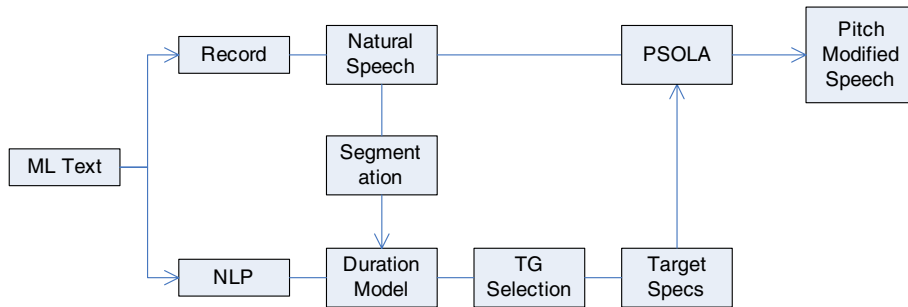 Record
Natural
Speech
PSOLA
Pitch
Modified
Speech
ML Text
Segment
ation
NLP
Duration
Model
TG
Selection
Target
Specs